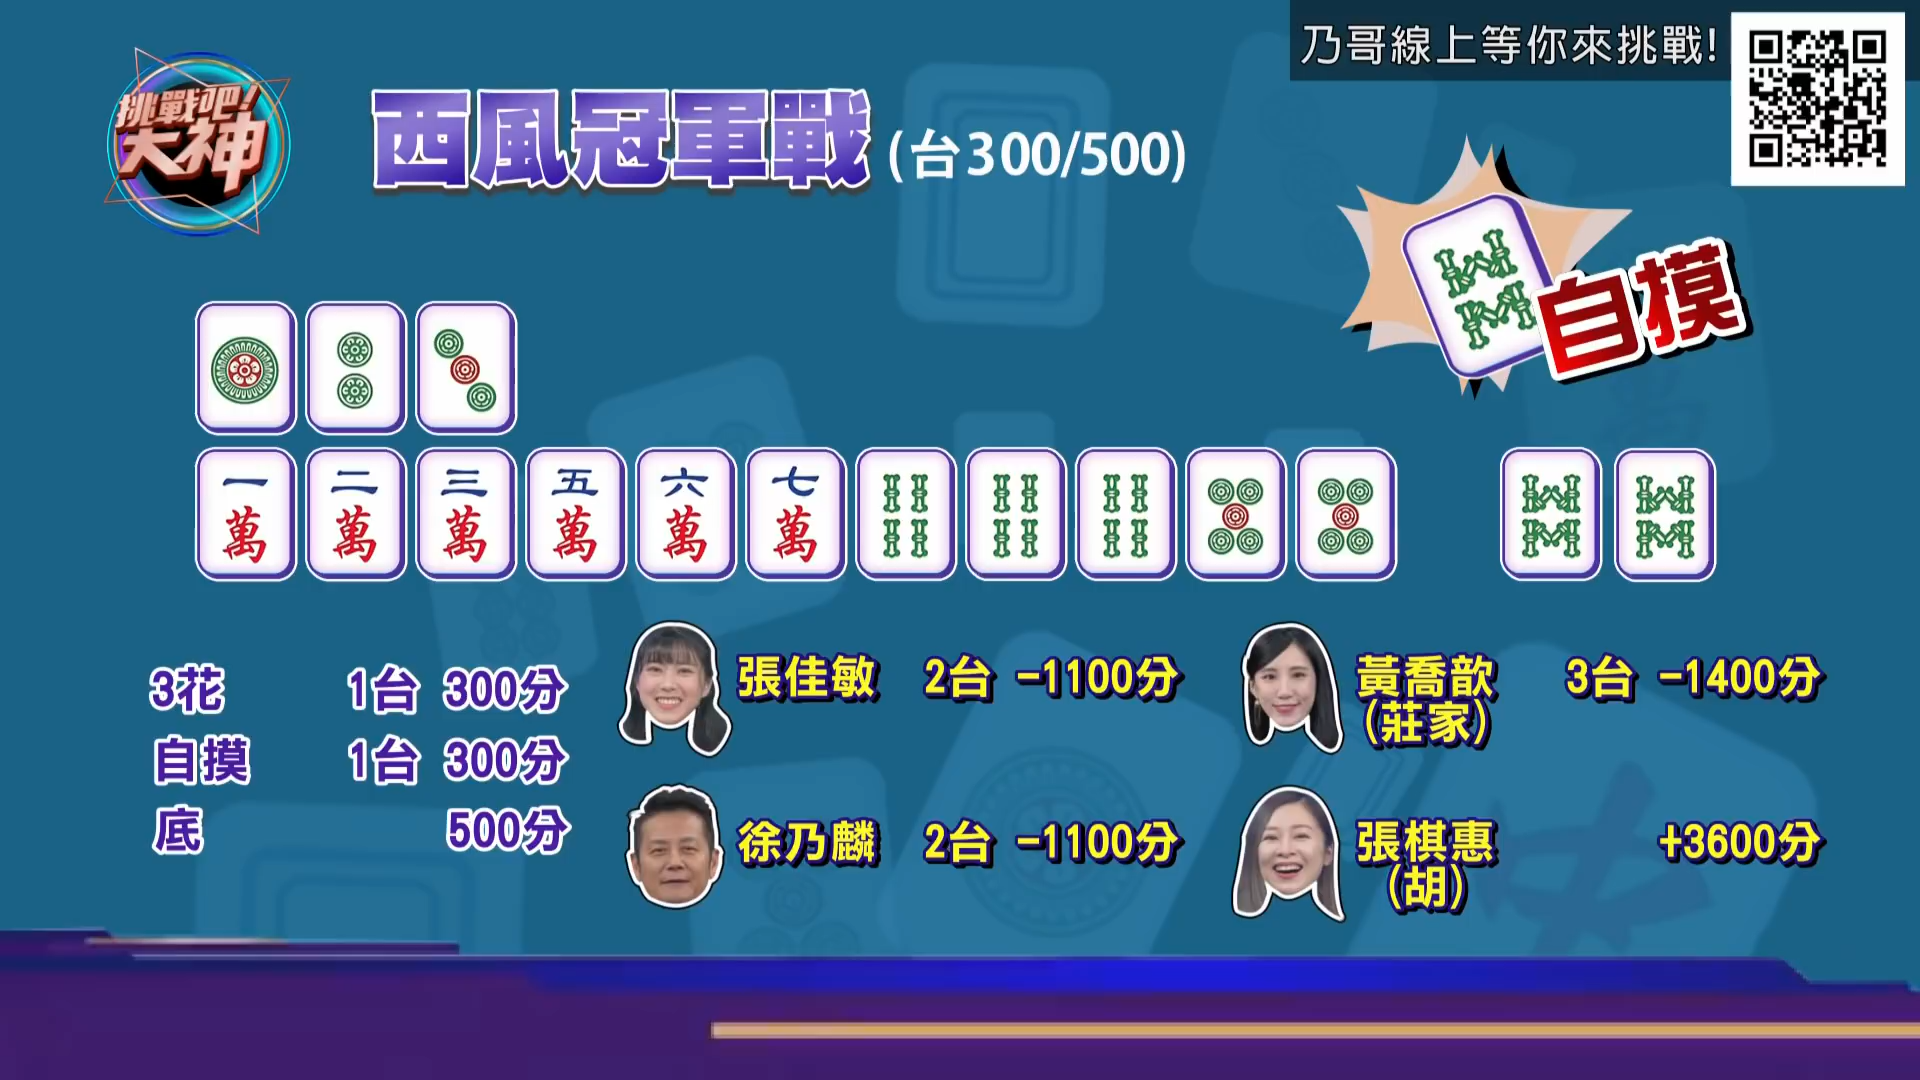 乃哥線上等你來挑戰!
挑戰吧!
大神
西風冠軍戰(台300/500)
自摸
一萬 二萬 三萬 五萬 六萬 七萬
3花 1台 300分
自摸 1台 300分
底 500分
張佳敏 2台 -1100分
黃喬歆 3台 -1400分
(莊家)
徐乃麟 2台 -1100分
張棋惠 +3600分
(胡)